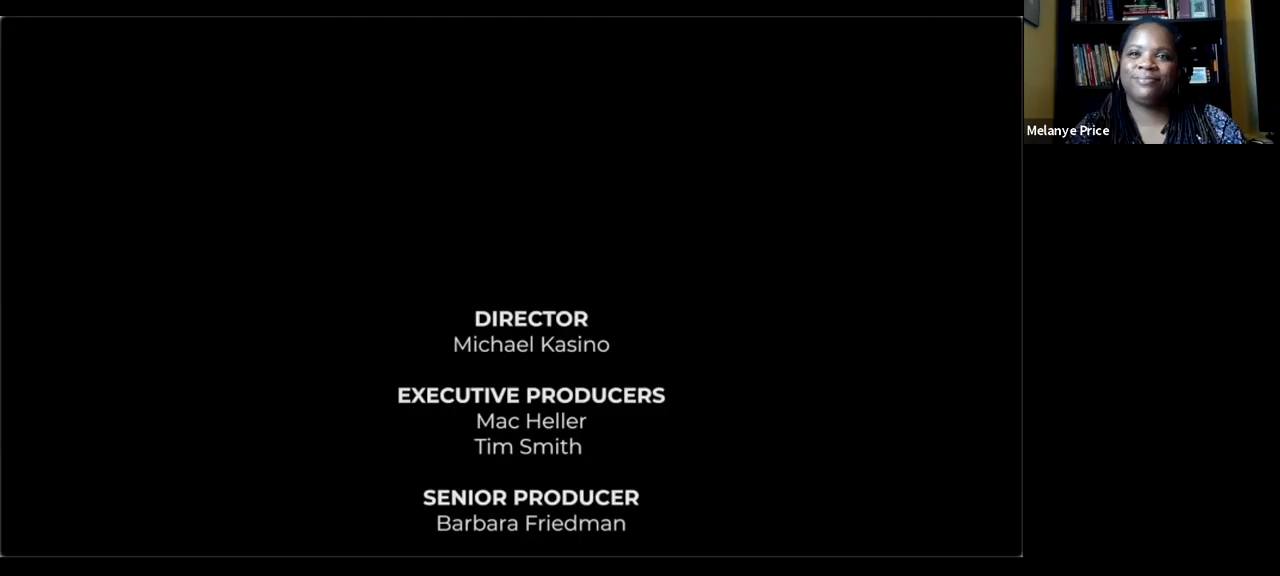 DIRECTOR
Michael Kasino
EXECUTIVE PRODUCERS
Mac Heller
Tim Smith
SENIOR PRODUCER
Barbara Friedman
Melanye Price